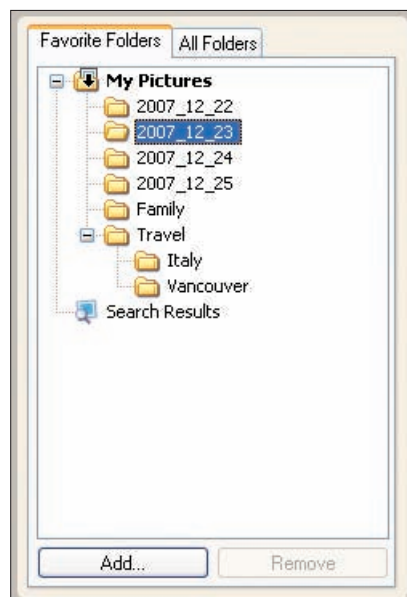 Favorite Folders All Folders
My Pictures
2007_12_22
2007_12_23
2007_12_24
2007_12_25
Family
Travel
Italy
Vancouver
Search Results
Add... Remove